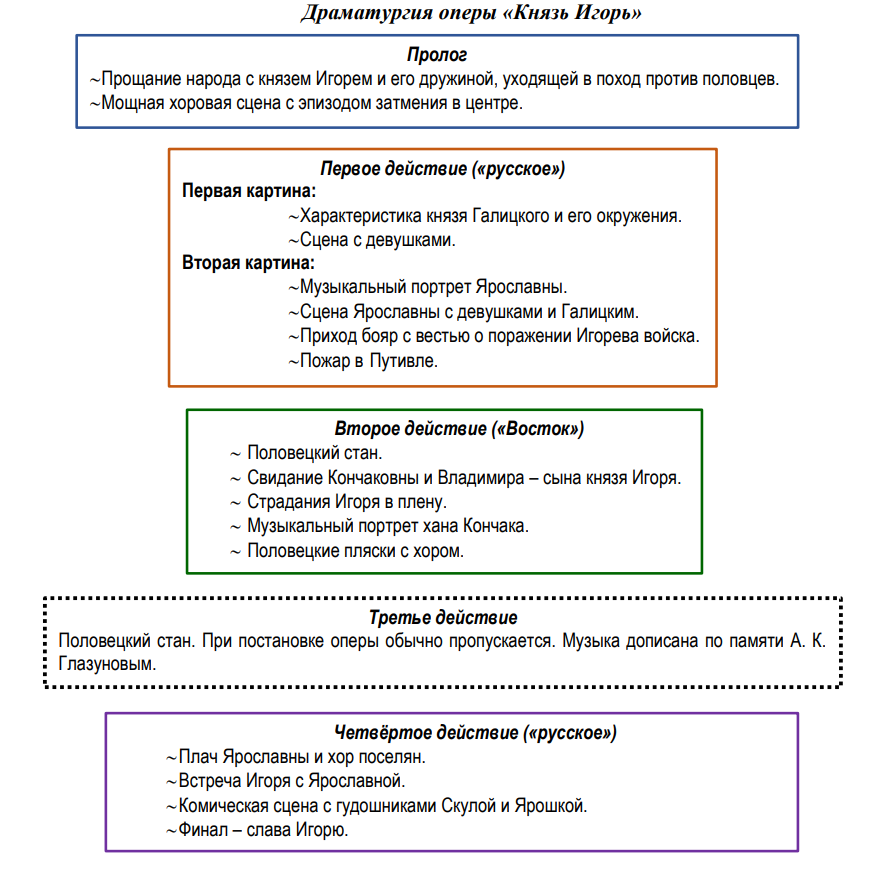 Драматургия оперы «Князь Игорь»
Пролог
~Прощание народа с князем Игорем и его дружиной, уходящей в поход против половцев.
~Мощная хоровая сцена с эпизодом затмения в центре.
Первое действие («русское»)
Первая картина:
~Характеристика князя Галицкого и его окружения.
~Сцена с девушками.
Вторая картина:
~Музыкальный портрет Ярославны.
~Сцена Ярославны с девушками и Галицким.
~Приход бояр с вестью о поражении Игорева войска.
~Пожар в Путивле.
Второе действие («Восток»)
~ Половецкий стан.
~ Свидание Кончаковны и Владимира – сына князя Игоря.
~ Страдания Игоря в плену.
~ Музыкальный портрет хана Кончака.
~ Половецкие пляски с хором.
Третье действие
Половецкий стан. При постановке оперы обычно пропускается. Музыка дописана по памяти А. К.
Глазуновым.
Четвёртое действие («русское»)
~Плач Ярославны и хор поселян.
~Встреча Игоря с Ярославной.
~Комическая сцена с гудошниками Скулой и Ярошкой.
~Финал – слава Игорю.